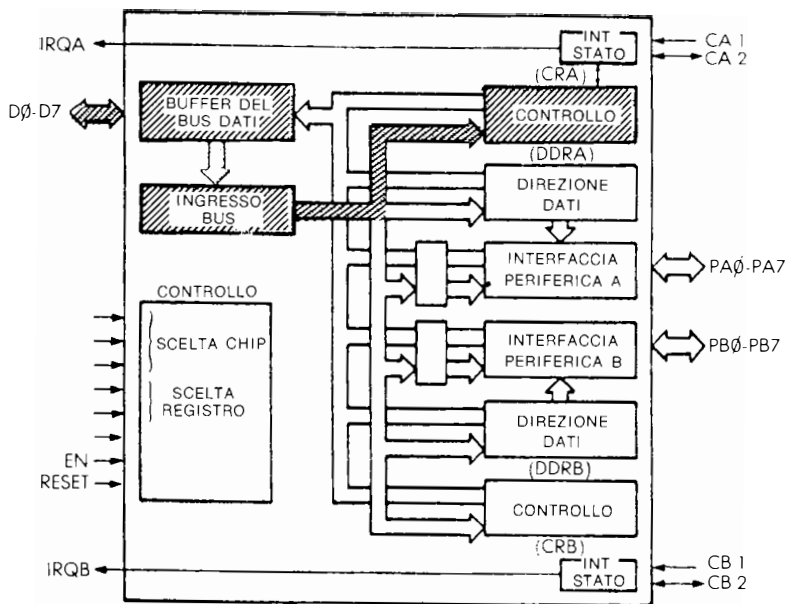 IRQA
INT
STATO
CA 1
CA 2
(CRA)
DØ-D7
BUFFER DEL
BUS DATI
CONTROLLO
(DDRA)
INGRESSO
BUS
DIREZIONE
DATI
INTERFACCIA
PERIFERICA A
PAØ-PA7
CONTROLLO
SCELTA CHIP
SCELTA
REGISTRO
INTERFACCIA
PERIFERICA B
PBØ-PB7
DIREZIONE
DATI
EN
RESET
(DDRB)
CONTROLLO
(CRB)
IRQB
INT
STATO
CB 1
CB 2